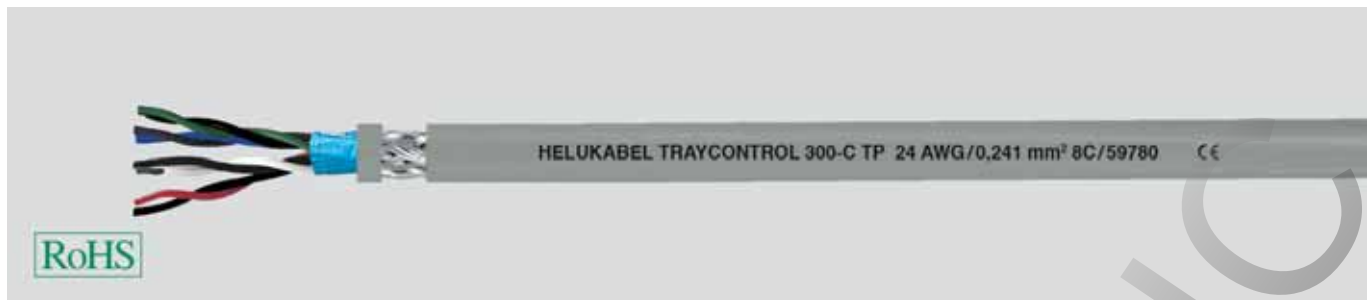 HELUKABEL TRAYCONTROL 300-C TP 24 AWG/0,241 mm² 8C/59780 CE
RoHS